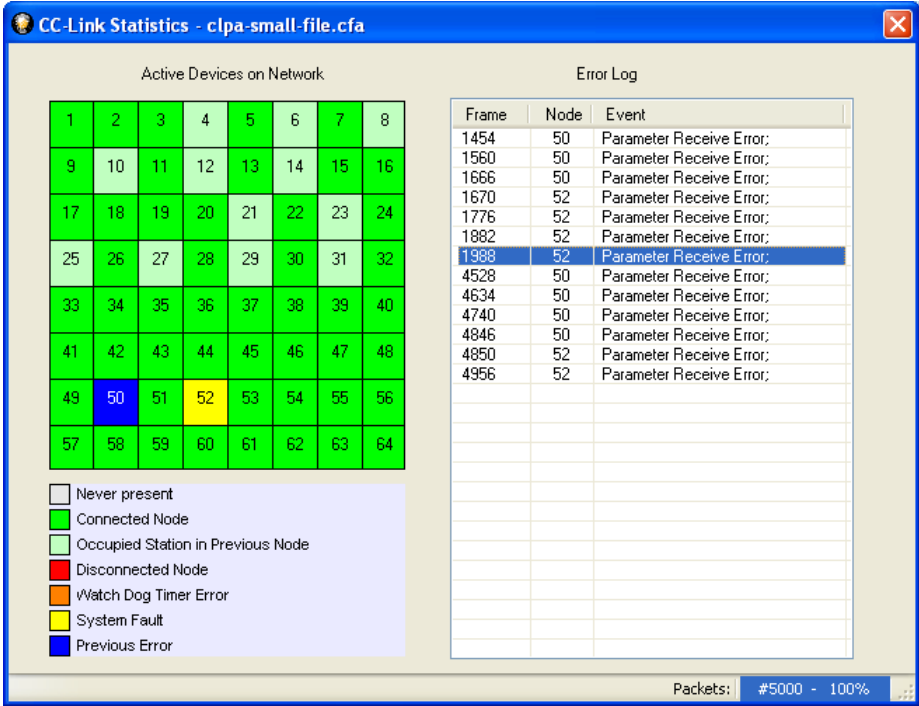 CC-Link Statistics - clpa-small-file.cfa
Active Devices on Network
1 2 3 4 5 6 7 8
9 10 11 12 13 14 15 16
17 18 19 20 21 22 23 24
25 26 27 28 29 30 31 32
33 34 35 36 37 38 39 40
41 42 43 44 45 46 47 48
49 50 51 52 53 54 55 56
57 58 59 60 61 62 63 64
Never present
Connected Node
Occupied Station in Previous Node
Disconnected Node
Watch Dog Timer Error
System Fault
Previous Error
Error Log
Frame Node Event
1454 50 Parameter Receive Error;
1560 50 Parameter Receive Error;
1666 50 Parameter Receive Error;
1670 52 Parameter Receive Error;
1776 52 Parameter Receive Error;
1882 52 Parameter Receive Error;
1988 52 Parameter Receive Error;
4528 50 Parameter Receive Error;
4634 50 Parameter Receive Error;
4740 50 Parameter Receive Error;
4846 50 Parameter Receive Error;
4850 52 Parameter Receive Error;
4956 52 Parameter Receive Error;
Packets: #5000 - 100%